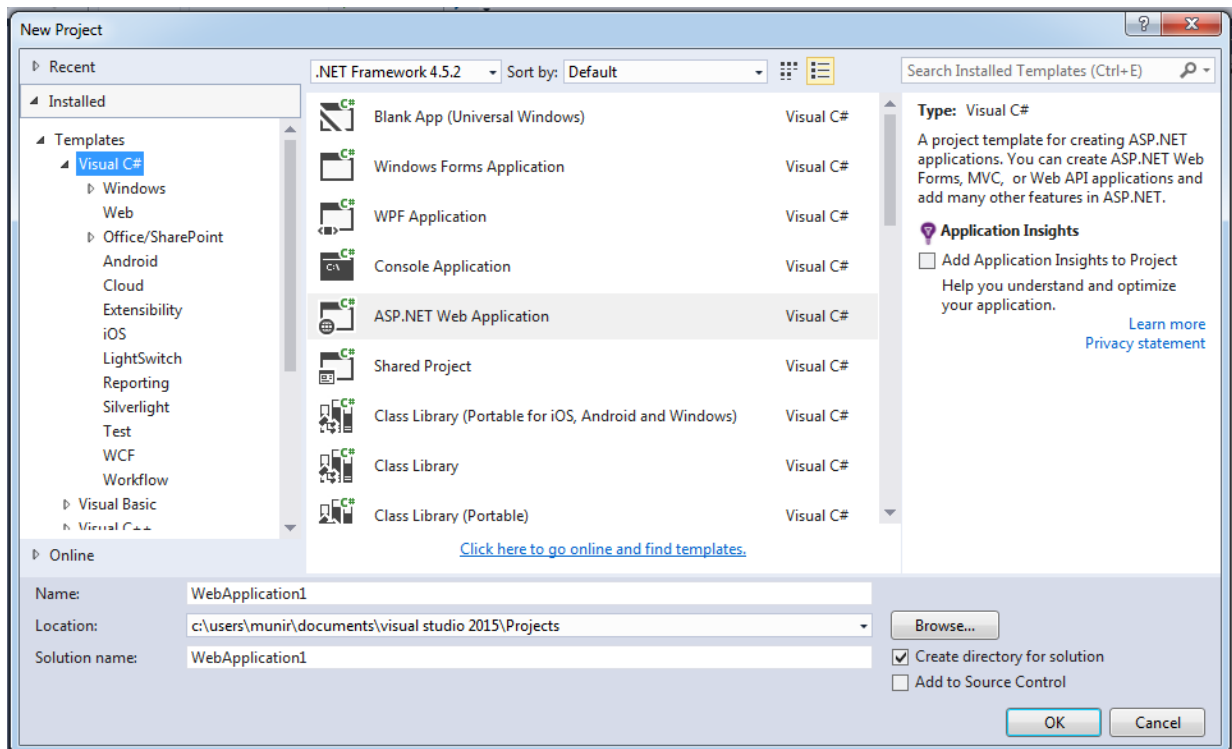 New Project
Recent
Installed
Templates
Visual C#
Windows
Web
Office/SharePoint
Android
Cloud
Extensibility
iOS
LightSwitch
Reporting
Silverlight
Test
WCF
Workflow
Visual Basic
Visual C++
Online
.NET Framework 4.5.2 Sort by: Default
C# Blank App (Universal Windows) Visual C#
C# Windows Forms Application Visual C#
C# WPF Application Visual C#
C# Console Application Visual C#
C# ASP.NET Web Application Visual C#
C# Shared Project Visual C#
C# Class Library (Portable for iOS, Android and Windows) Visual C#
C# Class Library Visual C#
C# Class Library (Portable) Visual C#
Click here to go online and find templates.
Search Installed Templates (Ctrl+E)
Type: Visual C#
A project template for creating ASP.NET
applications. You can create ASP.NET Web
Forms, MVC, or Web API applications and
add many other features in ASP.NET.
Application Insights
Add Application Insights to Project
Help you understand and optimize
your application.
Learn more
Privacy statement
Name: WebApplication1
Location: c:\users\munir\documents\visual studio 2015\Projects
Solution name: WebApplication1
Browse...
Create directory for solution
Add to Source Control
OK Cancel